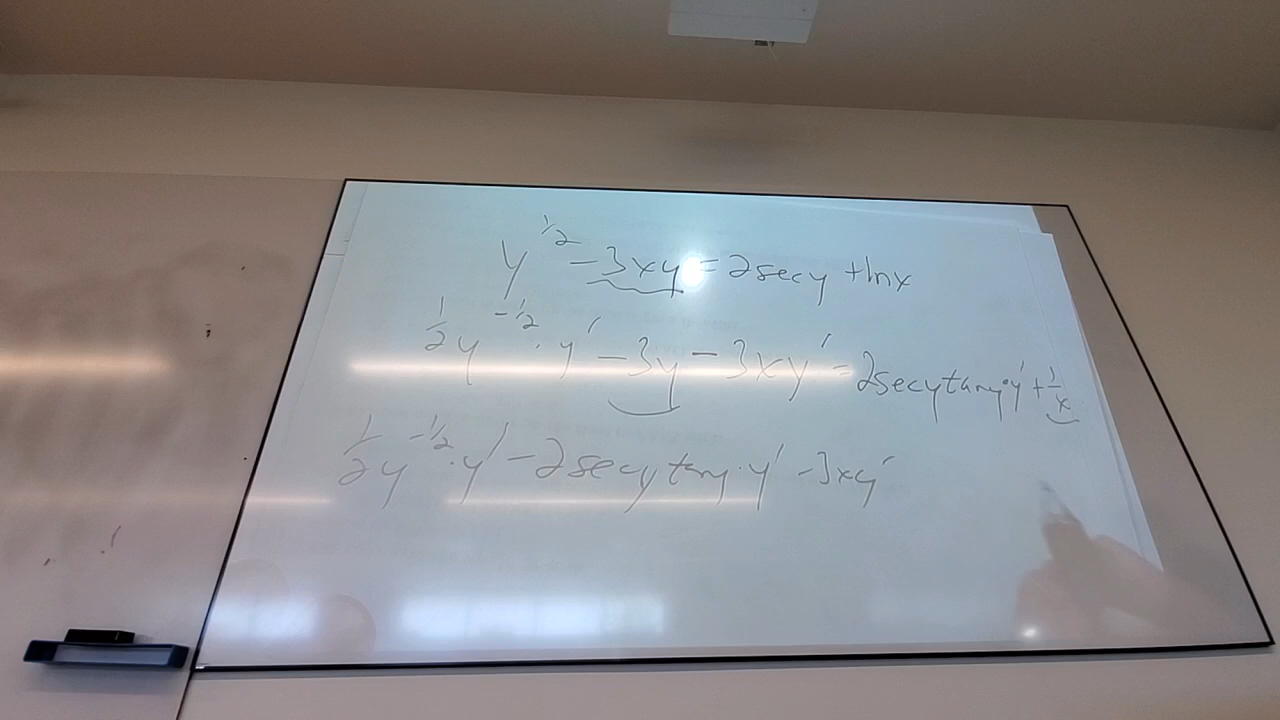 y^{1/2} - 3xy = 2secy + lnx
1/2 y^{-1/2} · y' - 3y - 3xy' = 2secytany·y' + 1/x
1/2 y^{-1/2} · y' - 2secytany·y' - 3xy'